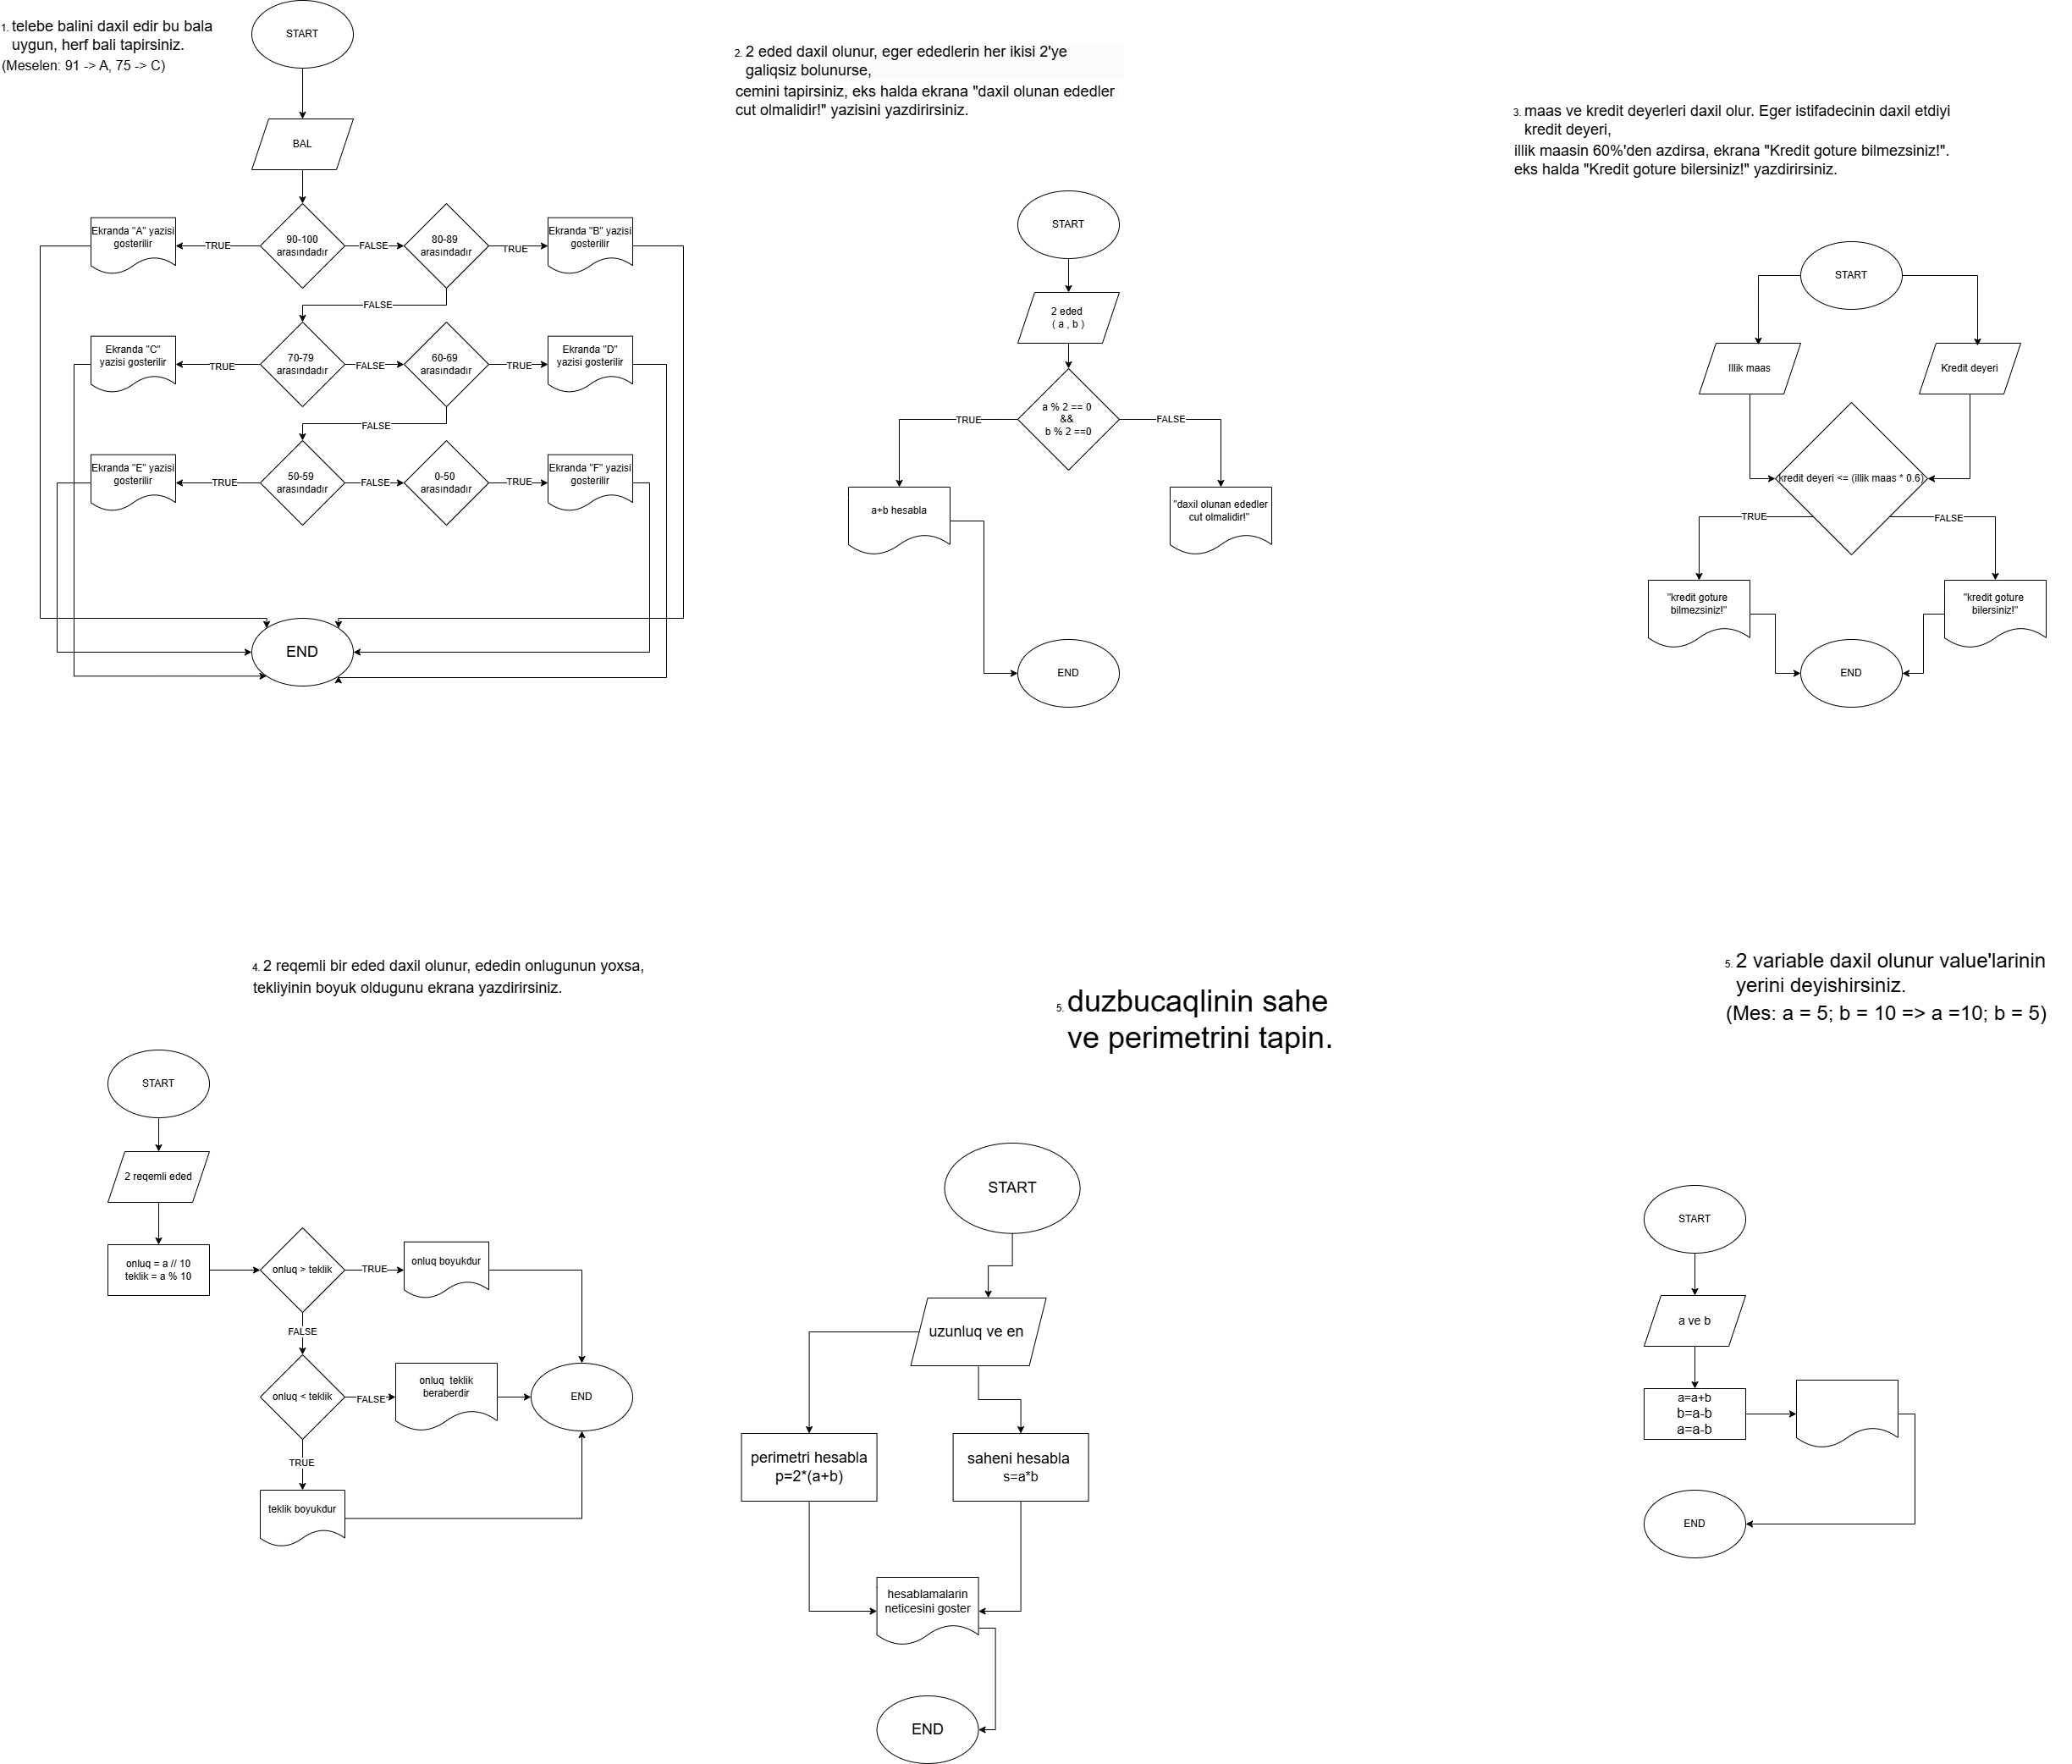 1. telebe balini daxil edir bu bala
uygun, herf bali tapirsiniz.
(Meselen: 91 -> A, 75 -> C)
START
BAL
Ekranda "A" yazisi
gosterilir
TRUE
90-100
arasındadır
FALSE
80-89
arasındadır
TRUE
Ekranda "B" yazisi
gosterilir
FALSE
Ekranda "C"
yazisi gosterilir
TRUE
70-79
arasındadır
FALSE
60-69
arasındadır
TRUE
Ekranda "D"
yazisi gosterilir
FALSE
Ekranda "E" yazisi
gosterilir
TRUE
50-59
arasındadır
FALSE
0-50
arasındadır
TRUE
Ekranda "F" yazisi
gosterilir
END
2. 2 eded daxil olunur, eger ededlerin her ikisi 2'ye
galiqsiz bolunurse,
cemini tapirsiniz, eks halda ekrana "daxil olunan ededler
cut olmalidir!" yazisini yazdirirsiniz.
START
2 eded
( a , b )
a % 2 == 0
&&
b % 2 ==0
TRUE
FALSE
a+b hesabla
"daxil olunan ededler
cut olmalidir!"
END
3. maas ve kredit deyerleri daxil olur. Eger istifadecinin daxil etdiyi
kredit deyeri,
illik maasin 60%'den azdirsa, ekrana "Kredit goture bilmezsiniz!".
eks halda "Kredit goture bilersiniz!" yazdirirsiniz.
START
Illik maas
Kredit deyeri
kredit deyeri <= (illik maas * 0.6)
TRUE
FALSE
"kredit goture
bilmezsiniz!"
"kredit goture
bilersiniz!"
END
4. 2 reqemli bir eded daxil olunur, ededin onlugunun yoxsa,
tekliyinin boyuk oldugunu ekrana yazdirirsiniz.
START
2 reqemli eded
onluq = a // 10
teklik = a % 10
onluq > teklik
TRUE
onluq boyukdur
FALSE
onluq < teklik
FALSE
onluq  teklik
beraberdir
END
TRUE
teklik boyukdur
5. duzbucaqlinin sahe
ve perimetrini tapin.
START
uzunluq ve en
perimetri hesabla
p=2*(a+b)
saheni hesabla
s=a*b
hesablamalarin
neticesini goster
END
5. 2 variable daxil olunur value'larinin
yerini deyishirsiniz.
(Mes: a = 5; b = 10 => a =10; b = 5)
START
a ve b
a=a+b
b=a-b
a=a-b
END